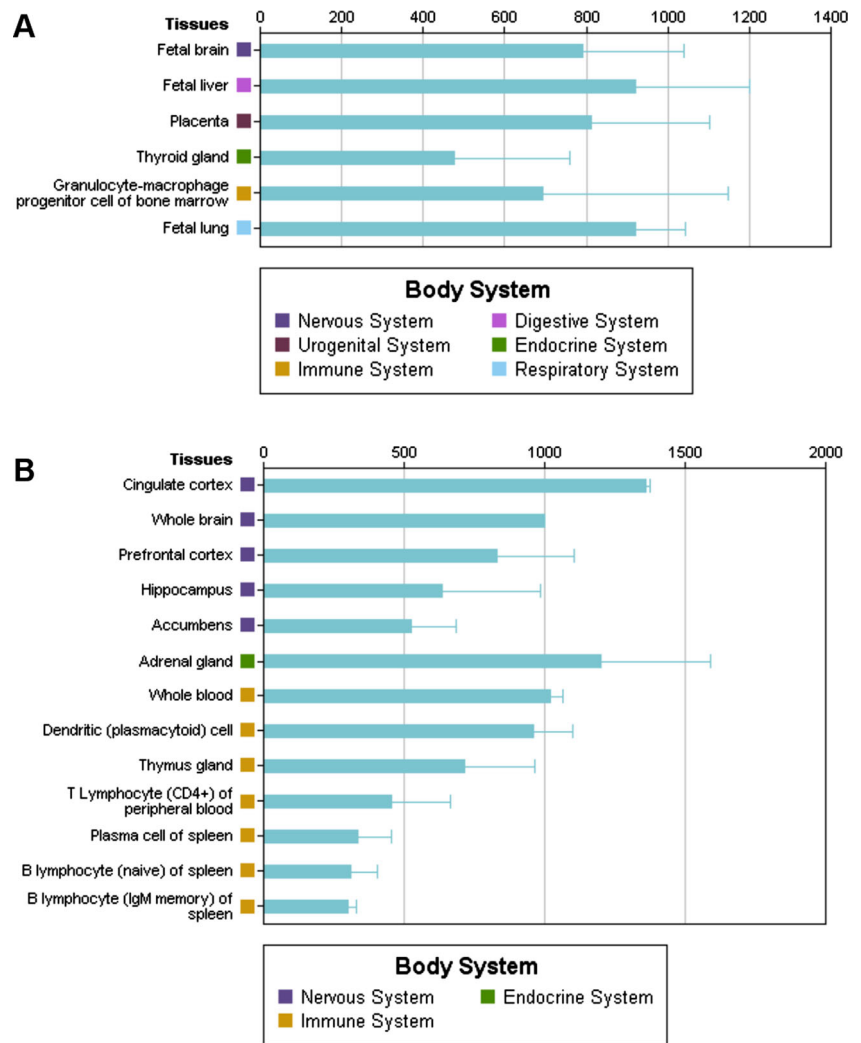 A
Tissues
0 200 400 600 800 1000 1200 1400
Fetal brain
Fetal liver
Placenta
Thyroid gland
Granulocyte-macrophage
progenitor cell of bone marrow
Fetal lung
Body System
Nervous System Digestive System
Urogenital System Endocrine System
Immune System Respiratory System
B
Tissues
0 500 1000 1500 2000
Cingulate cortex
Whole brain
Prefrontal cortex
Hippocampus
Accumbens
Adrenal gland
Whole blood
Dendritic (plasmacytoid) cell
Thymus gland
T Lymphocyte (CD4+) of
peripheral blood
Plasma cell of spleen
B lymphocyte (naive) of spleen
B lymphocyte (IgM memory) of
spleen
Body System
Nervous System Endocrine System
Immune System